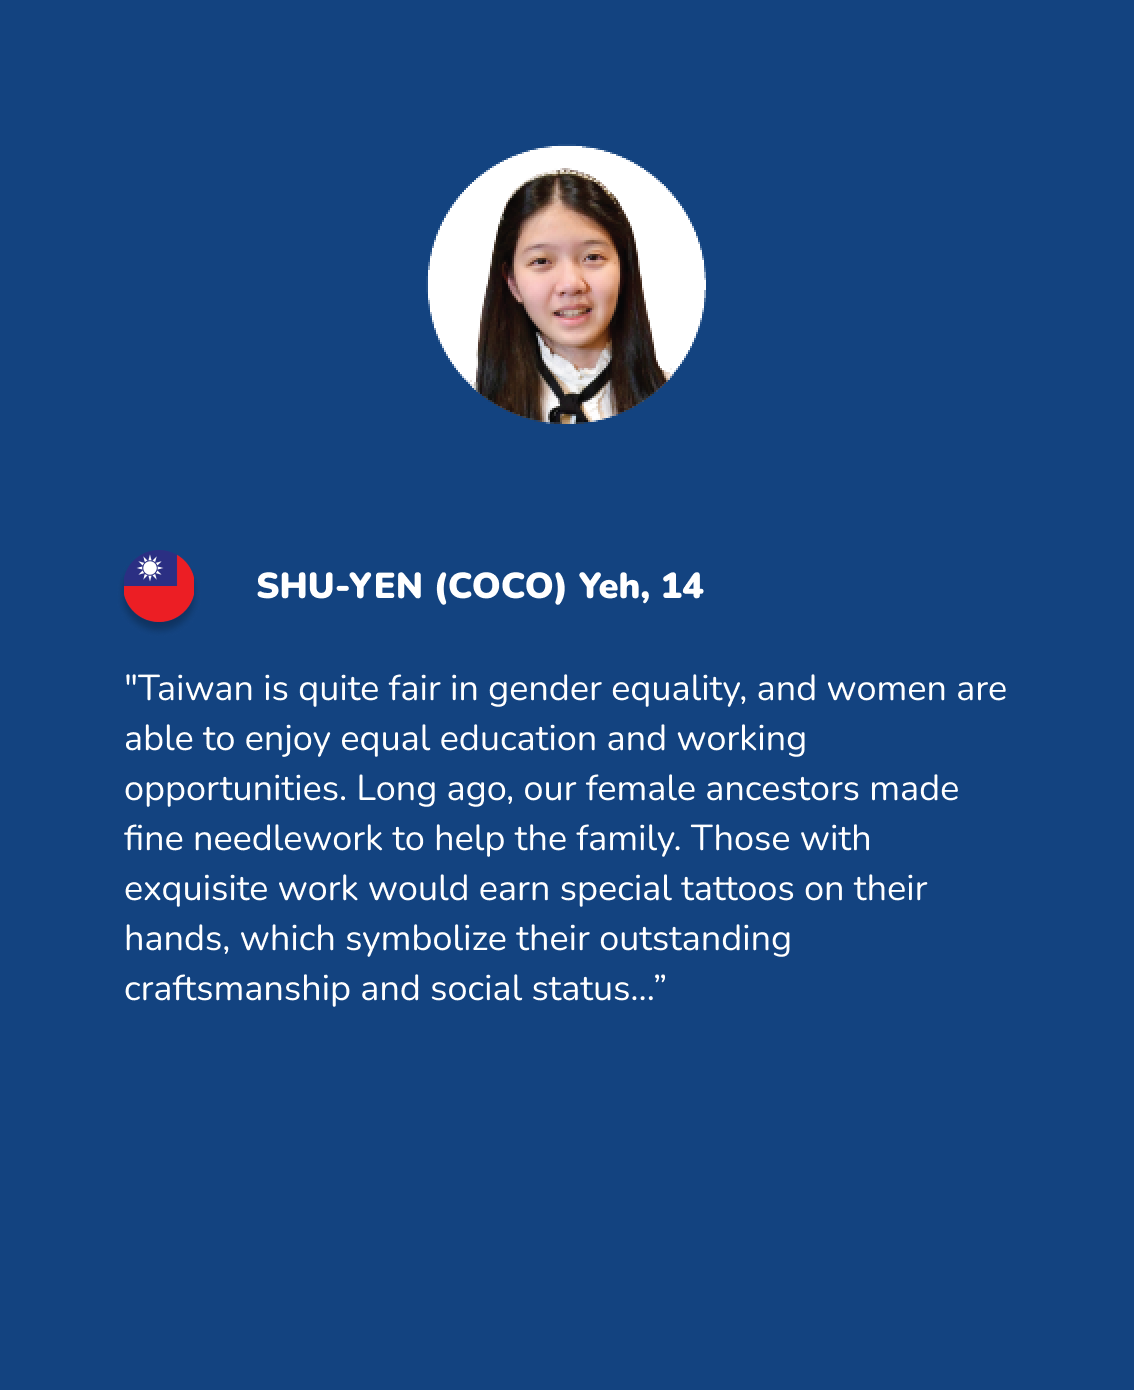 SHU-YEN (COCO) Yeh, 14
"Taiwan is quite fair in gender equality, and women are
able to enjoy equal education and working
opportunities. Long ago, our female ancestors made
fine needlework to help the family. Those with
exquisite work would earn special tattoos on their
hands, which symbolize their outstanding
craftsmanship and social status...”